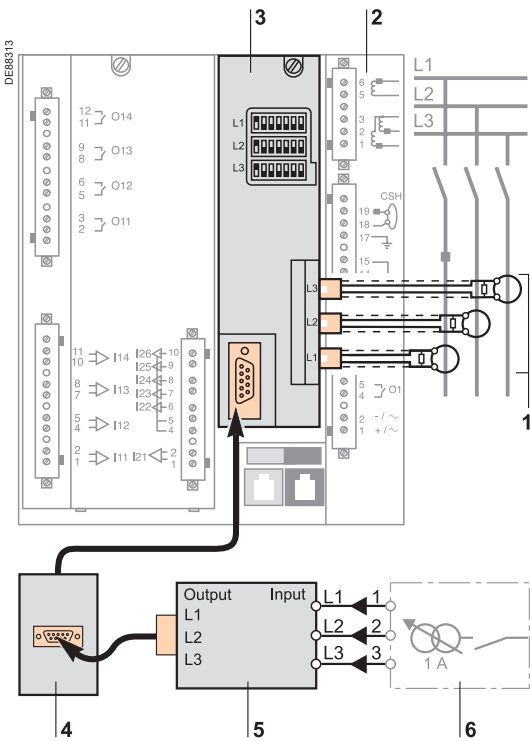 DE88313
3
2
L1
L2
L3
12
11
O14
9
8
O13
6
5
O12
3
2
O11
L1
L2
L3
6
5
3
2
1
CSH
19
18
17
15
L3
L2
L1
1
11
10
I14
8
7
I13
5
4
I12
2
1
I11
I26
10
I25
9
I24
8
I23
7
I22
6
5
4
I21
2
1
5
4
O1
2
1
- / ~
+ / ~
Output
Input
L1
L2
L3
L1
1
L2
2
L3
3
1 A
4
5
6